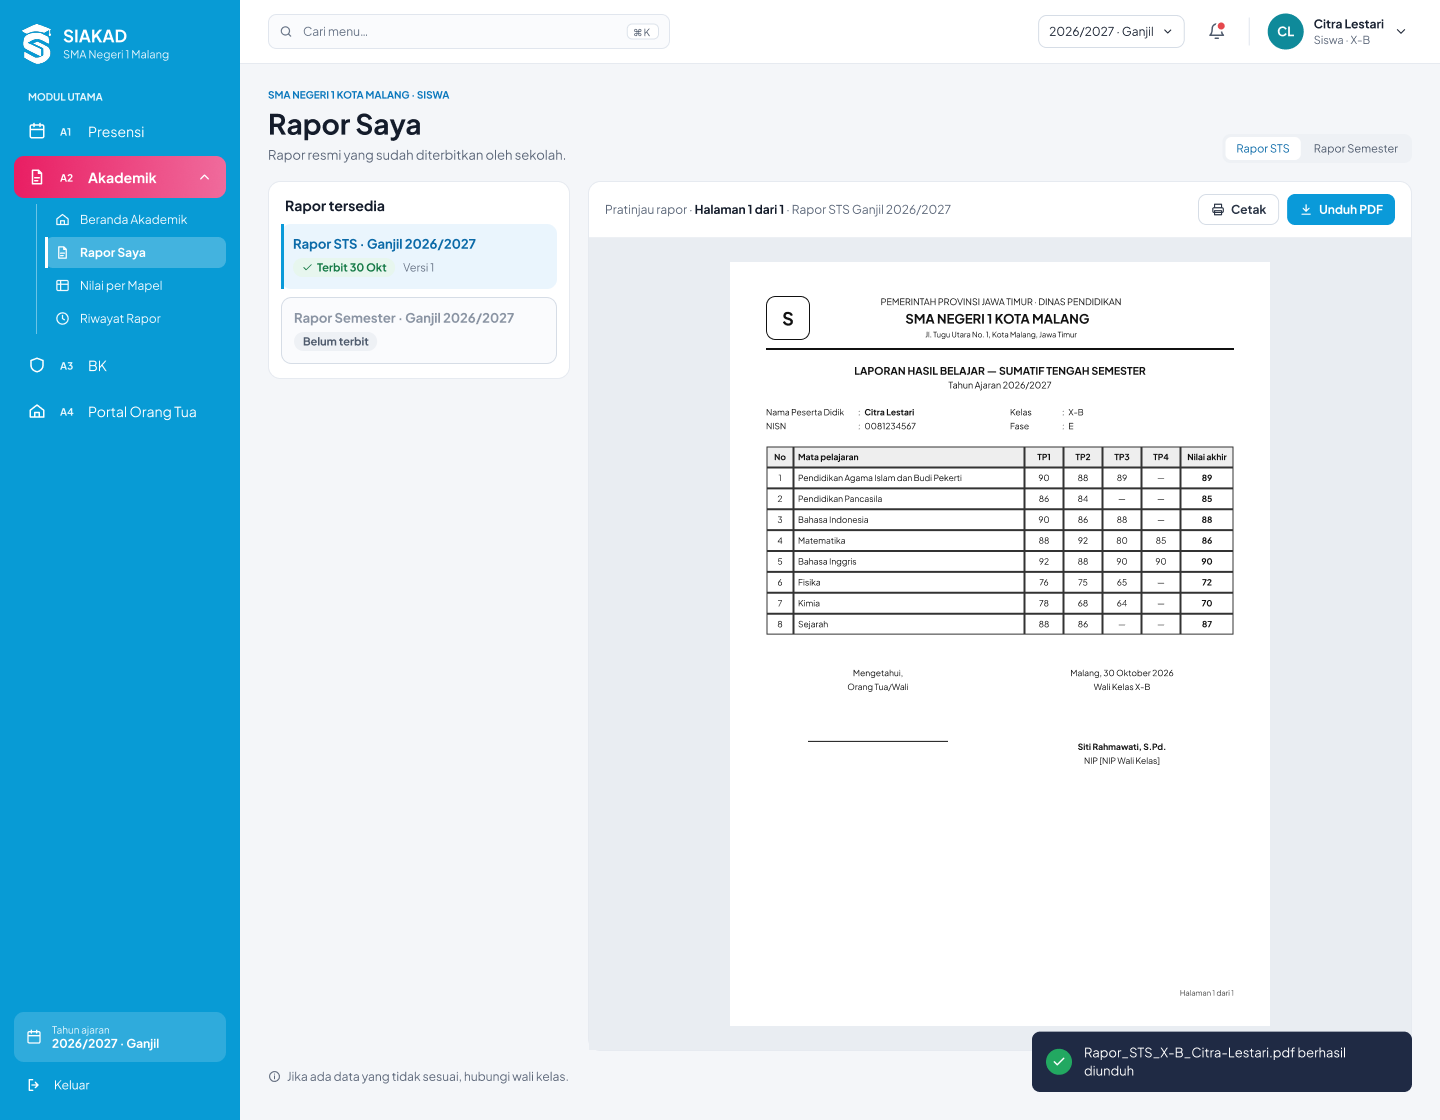 SIAKAD
SMA Negeri 1 Malang
MODUL UTAMA
A1 Presensi
A2 Akademik
Beranda Akademik
Rapor Saya
Nilai per Mapel
Riwayat Rapor
A3 BK
A4 Portal Orang Tua
Tahun ajaran
2026/2027 · Ganjil
Keluar
Cari menu... ⌘K
2026/2027 · Ganjil
CL
Citra Lestari
Siswa · X-B
SMA NEGERI 1 KOTA MALANG · SISWA
Rapor Saya
Rapor resmi yang sudah diterbitkan oleh sekolah.
Rapor STS Rapor Semester
Rapor tersedia
Rapor STS · Ganjil 2026/2027
Terbit 30 Okt Versi 1
Rapor Semester · Ganjil 2026/2027
Belum terbit
Pratinjau rapor · Halaman 1 dari 1 · Rapor STS Ganjil 2026/2027
Cetak Unduh PDF
S
PEMERINTAH PROVINSI JAWA TIMUR · DINAS PENDIDIKAN
SMA NEGERI 1 KOTA MALANG
Jl. Tugu Utara No. 1, Kota Malang, Jawa Timur
LAPORAN HASIL BELAJAR — SUMATIF TENGAH SEMESTER
Tahun Ajaran 2026/2027
Nama Peserta Didik : Citra Lestari Kelas : X-B
NISN : 0081234567 Fase : E
No Mata pelajaran TP1 TP2 TP3 TP4 Nilai akhir
1 Pendidikan Agama Islam dan Budi Pekerti 90 88 89 — 89
2 Pendidikan Pancasila 86 84 — — 85
3 Bahasa Indonesia 90 86 88 — 88
4 Matematika 88 92 80 85 86
5 Bahasa Inggris 92 88 90 90 90
6 Fisika 76 75 65 — 72
7 Kimia 78 68 64 — 70
8 Sejarah 88 86 — — 87
Mengetahui, Malang, 30 Oktober 2026
Orang Tua/Wali Wali Kelas X-B
Siti Rahmawati, S.Pd.
NIP [NIP Wali Kelas]
Halaman 1 dari 1
Jika ada data yang tidak sesuai, hubungi wali kelas.
Rapor_STS_X-B_Citra-Lestari.pdf berhasil
diunduh